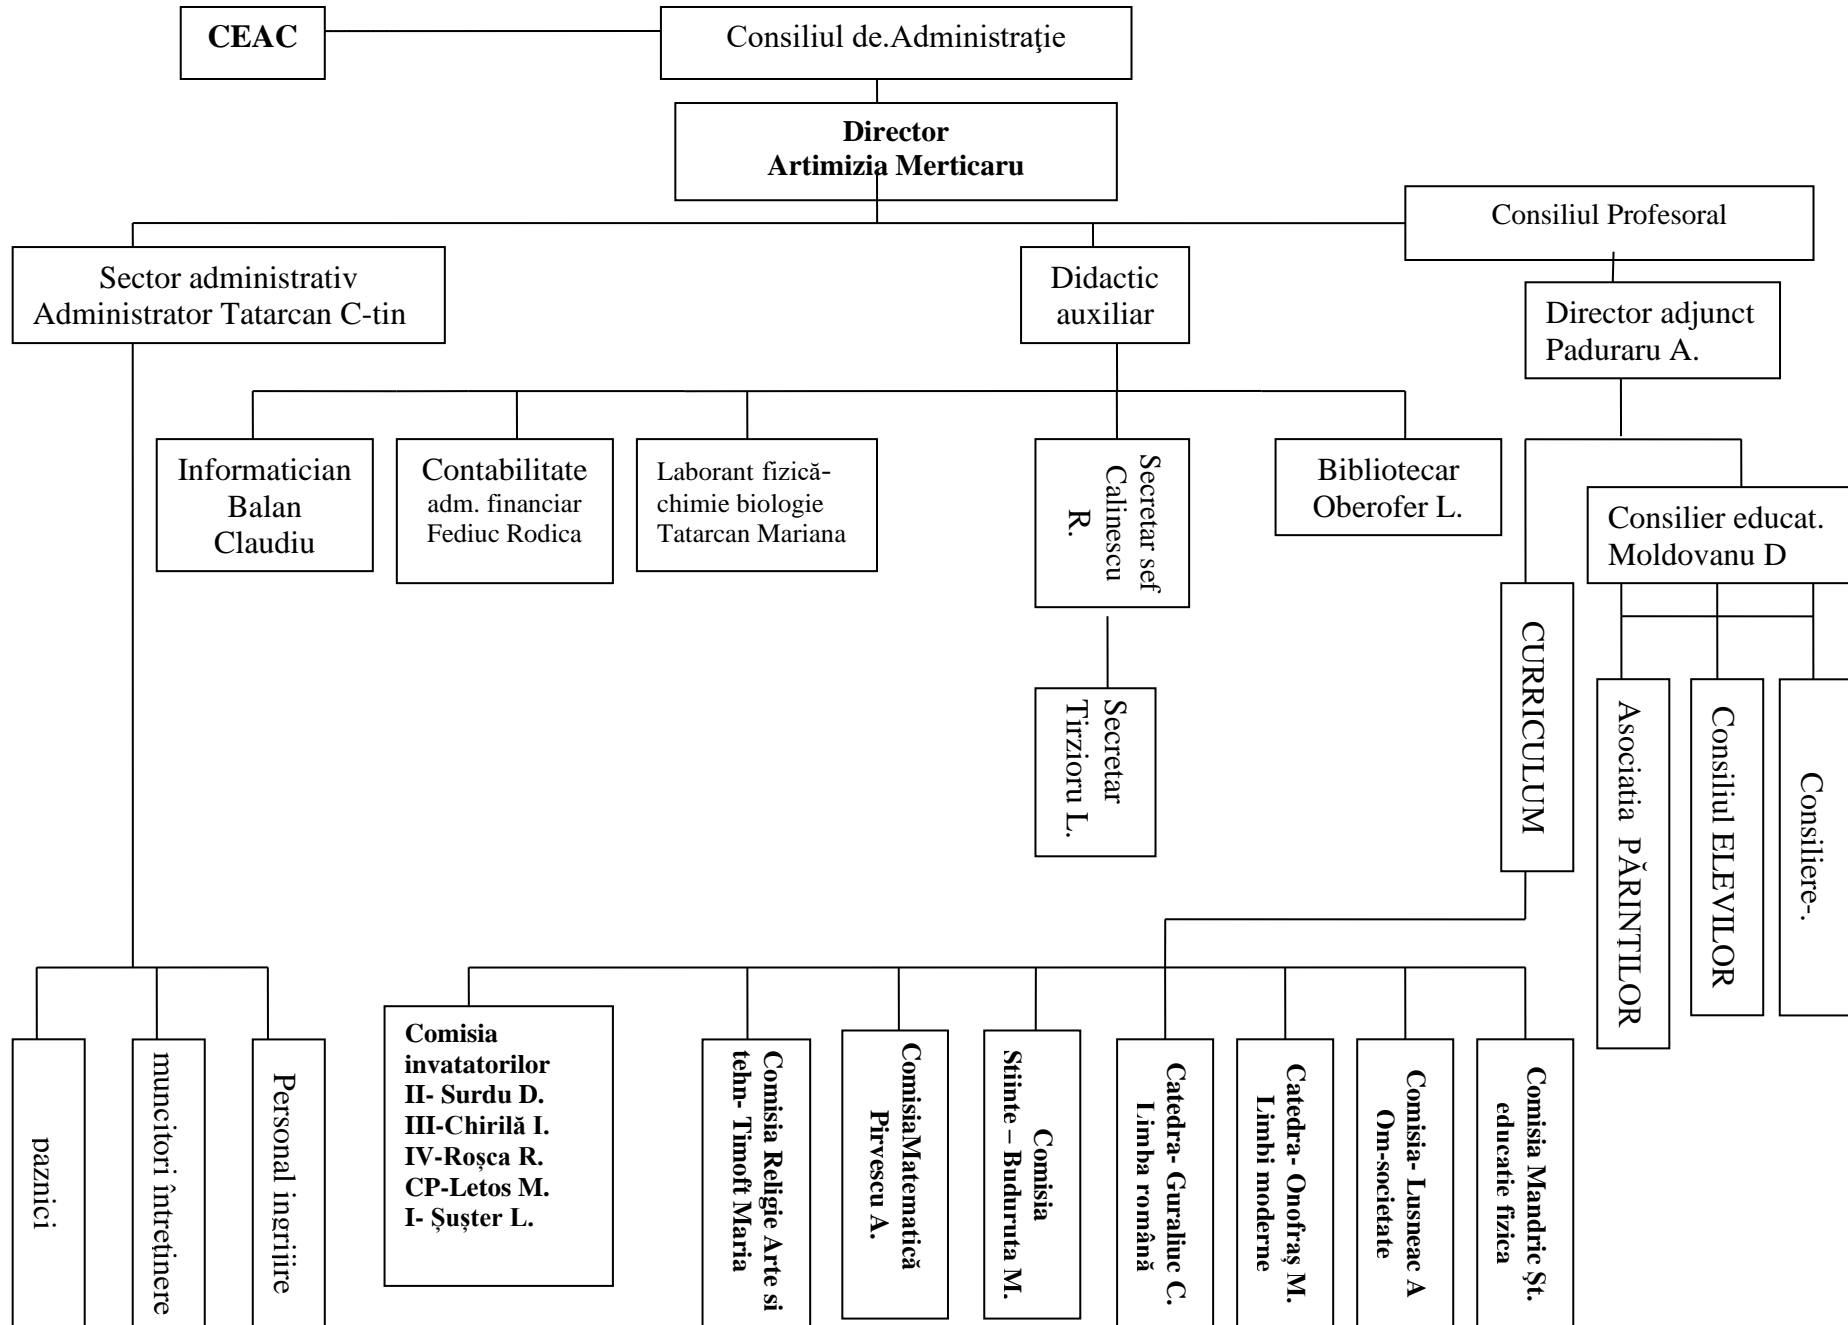 CEAC
Consiliul de.Administraţie
Director
Artimizia Merticaru
Consiliul Profesoral
Sector administrativ
Administrator Tatarcan C-tin
Didactic
auxiliar
Director adjunct
Paduraru A.
Informatician
Balan
Claudiu
Contabilitate
adm. financiar
Fediuc Rodica
Laborant fizică-
chimie biologie
Tatarcan Mariana
Secretar sef
Calinescu
R.
Bibliotecar
Oberofer L.
Consilier educat.
Moldovanu D
Secretar
Tirzioru L.
CURRICULUM
Asociatia PĂRINTILOR
Consiliul ELEVILOR
Consiliere-.
paznici
muncitori întreținere
Personal ingrijire
Comisia
invatatorilor
II- Surdu D.
III-Chirilă I.
IV-Roșca R.
CP-Letos M.
I- Șușter L.
Comisia Religie Arte si
tehn- Timoft Maria
ComisiaMatematică
Pirvescu A.
Comisia
Stiinte – Buduruta M.
Catedra- Guraliuc C.
Limba română
Catedra- Onofraș M.
Limbi moderne
Comisia- Lusneac A
Om-societate
Comisia Mandric Şt.
educatie fizica